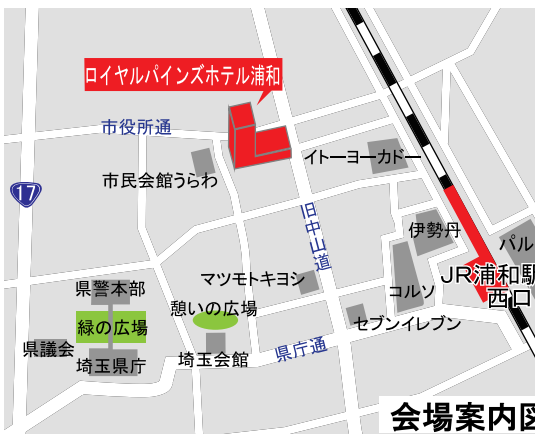 ロイヤルパインズホテル浦和
市役所通
イトーヨーカドー
市民会館うらわ
17
旧中山道
伊勢丹
パル
JR浦和駅
西口
マツモトキヨシ
コルソ
県警本部
憩いの広場
緑の広場
セブンイレブン
県議会
埼玉県庁
埼玉会館
県庁通
会場案内図